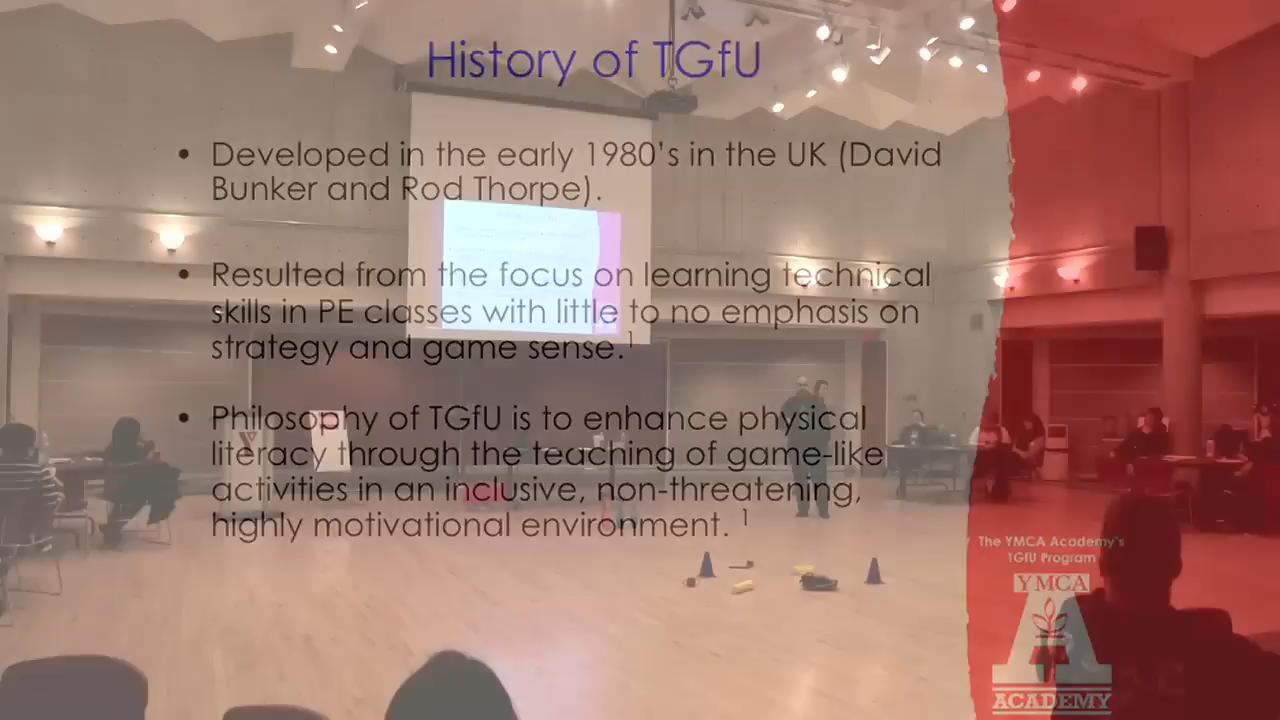 History of TGfU
• Developed in the early 1980's in the UK (David
Bunker and Rod Thorpe).
• Resulted from the focus on learning technical
skills in PE classes with little to no emphasis on
strategy and game sense.¹
• Philosophy of TGfU is to enhance physical
literacy through the teaching of game-like
activities in an inclusive, non-threatening,
highly motivational environment. ¹
The YMCA Academy's
TGfU Program
YMCA
A
ACADEMY